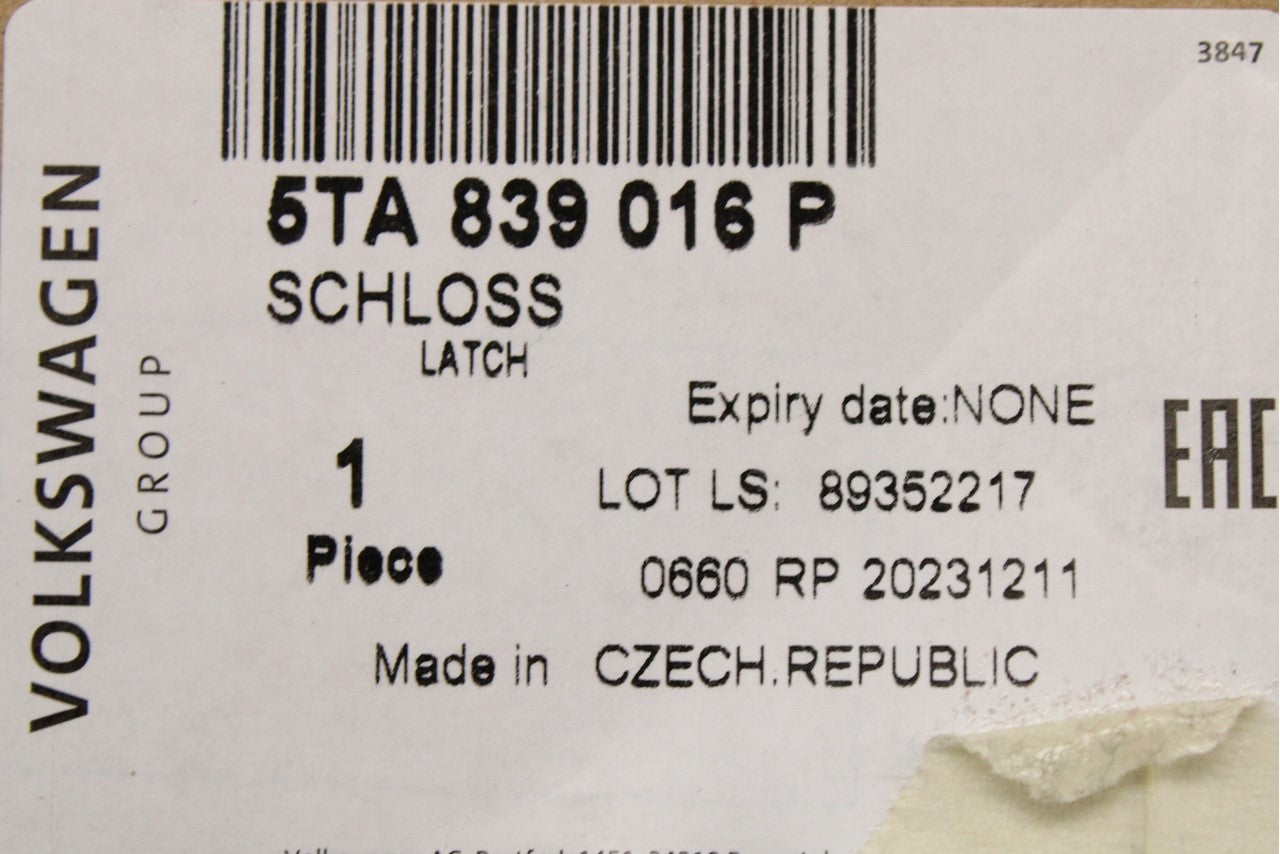 3847
VOLKSWAGEN
GROUP
5TA 839 016 P
SCHLOSS
LATCH
Expiry date:NONE
EAC
1
Piece
LOT LS: 89352217
0660 RP 20231211
Made in CZECH.REPUBLIC